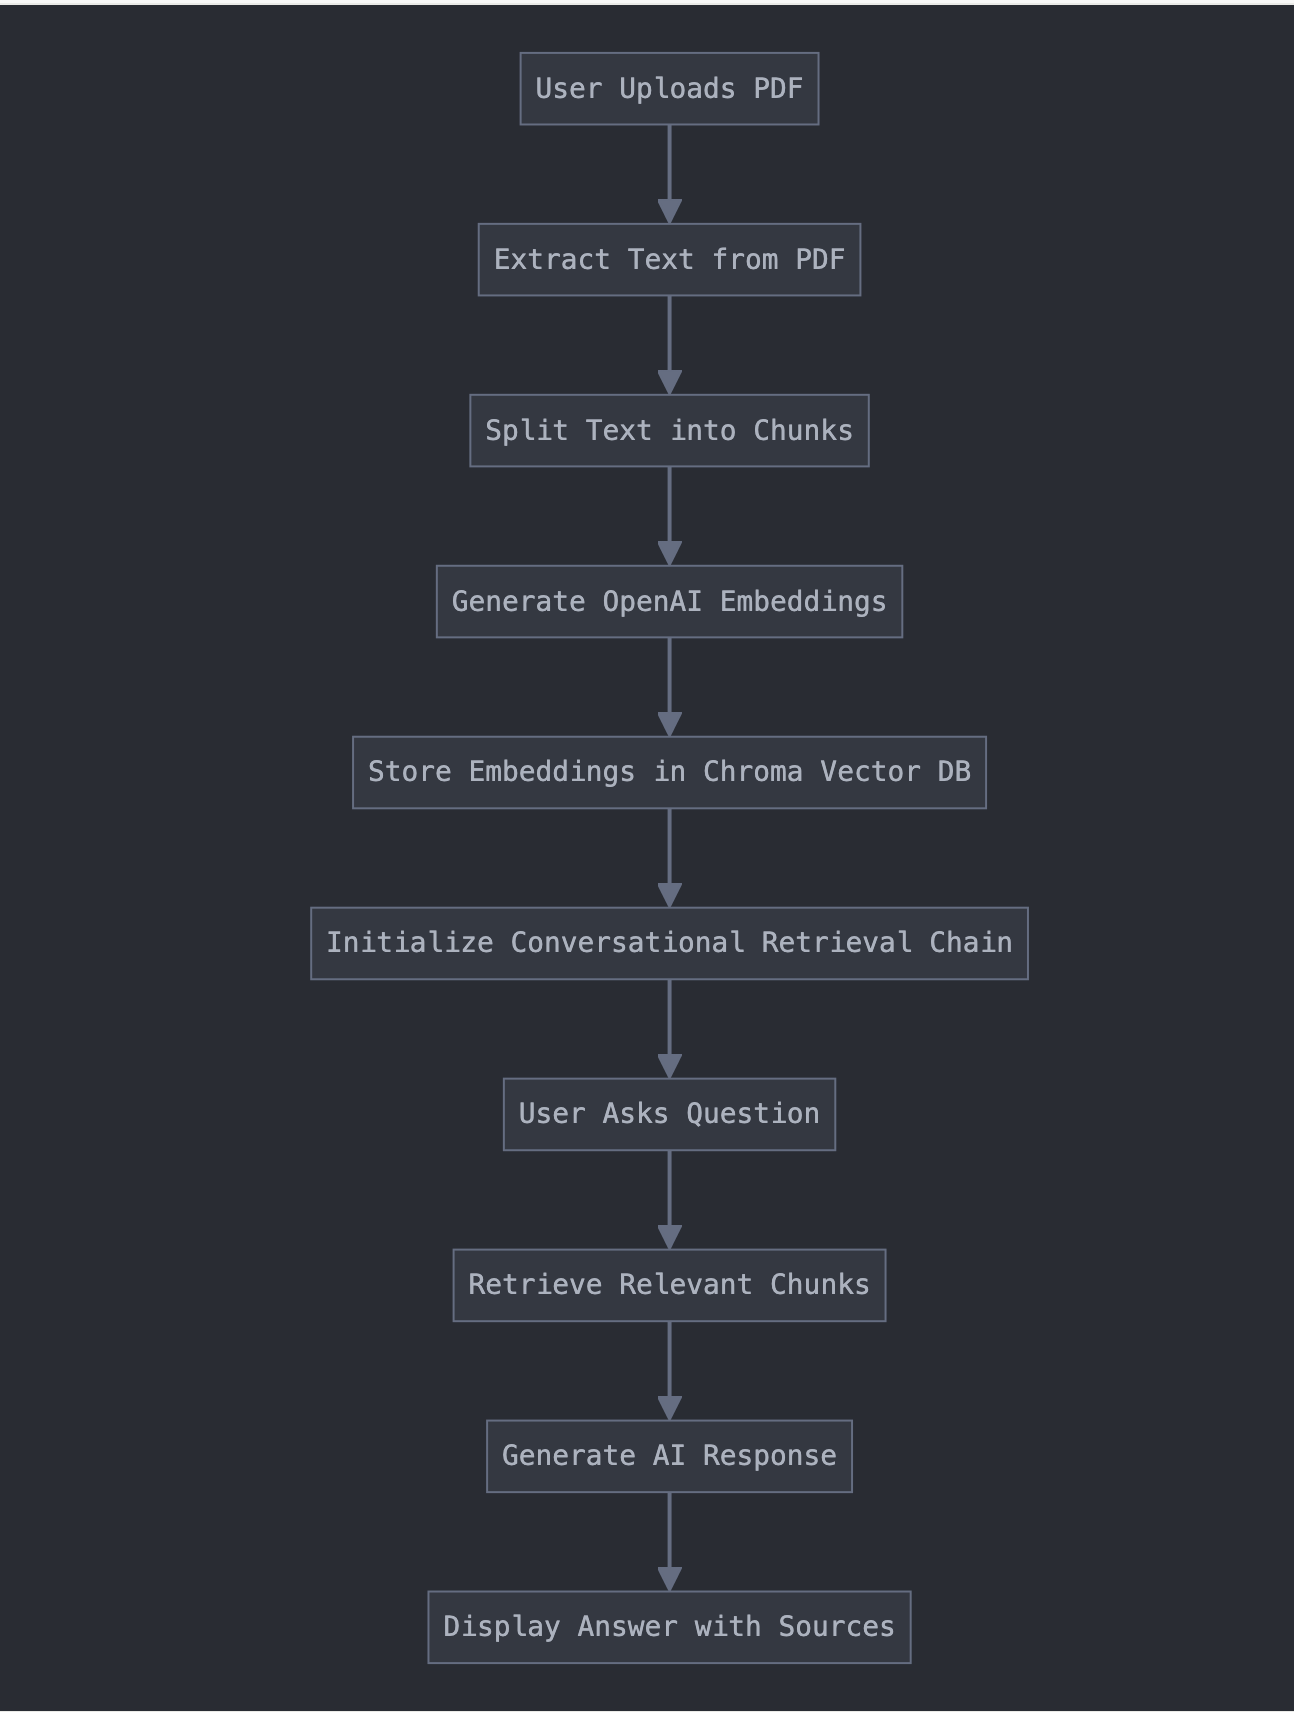 User Uploads PDF
Extract Text from PDF
Split Text into Chunks
Generate OpenAI Embeddings
Store Embeddings in Chroma Vector DB
Initialize Conversational Retrieval Chain
User Asks Question
Retrieve Relevant Chunks
Generate AI Response
Display Answer with Sources